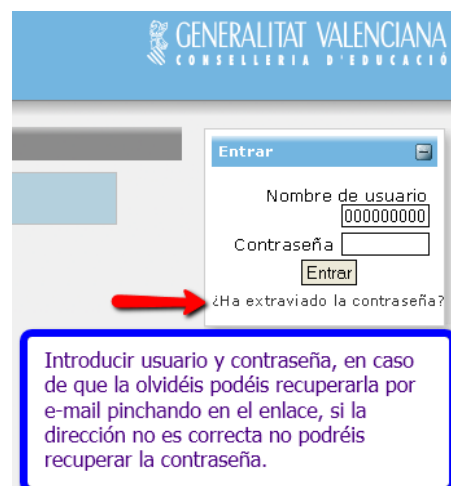 GENERALITAT VALENCIANA
CONSELLERIA D'EDUCACIÓ
Entrar
Nombre de usuario
000000000
Contraseña
Entrar
¿Ha extraviado la contraseña?
Introducir usuario y contraseña, en caso
de que la olvidéis podéis recuperarla por
e-mail pinchando en el enlace, si la
dirección no es correcta no podréis
recuperar la contraseña.